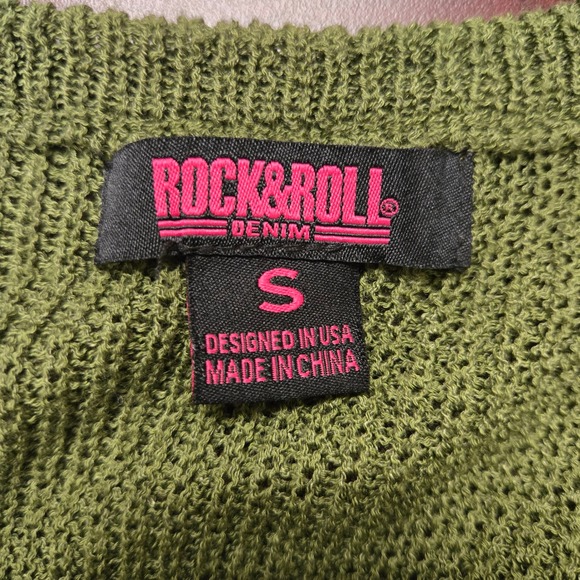 ROCK&ROLL®
DENIM
S
DESIGNED IN USA
MADE IN CHINA